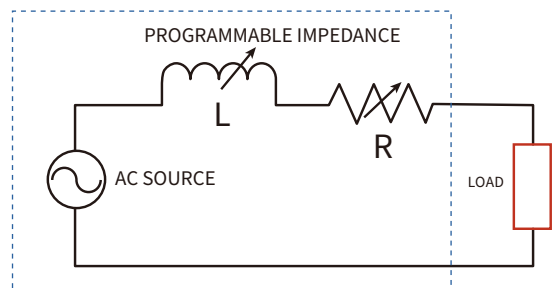 PROGRAMMABLE IMPEDANCE
L
R
AC SOURCE
LOAD